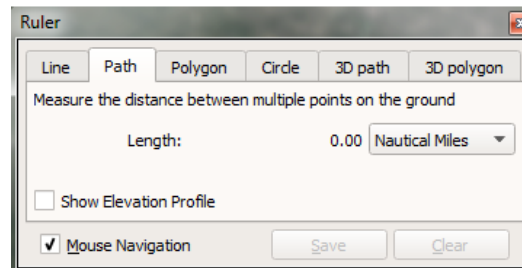 Ruler
Line Path Polygon Circle 3D path 3D polygon
Measure the distance between multiple points on the ground
Length: 0.00 Nautical Miles
Show Elevation Profile
Mouse Navigation Save Clear